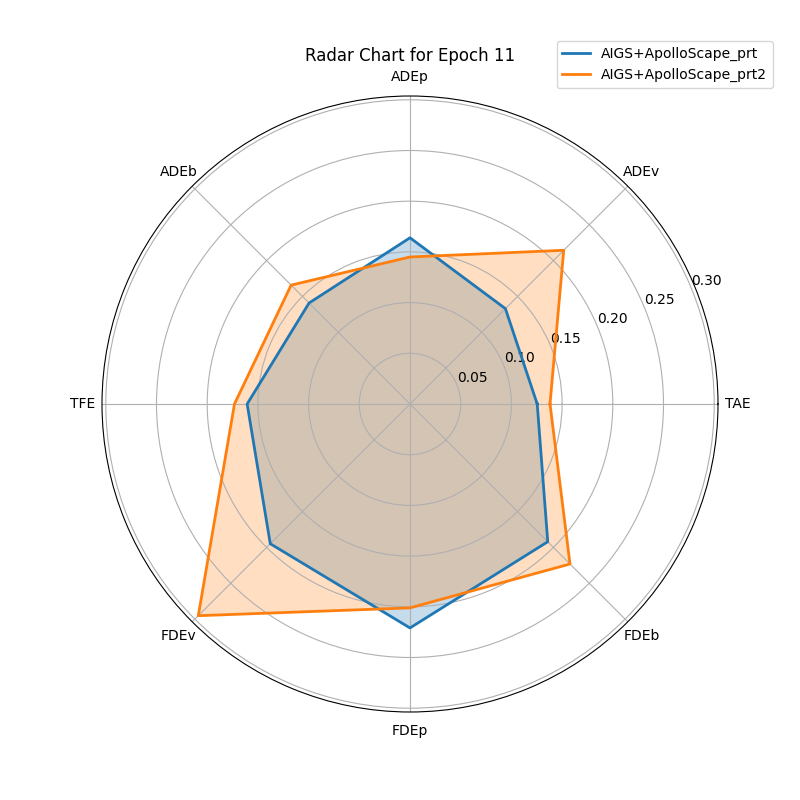 Radar Chart for Epoch 11
AIGS+ApolloScape_prt
AIGS+ApolloScape_prt2
ADEp
ADEb
ADEv
0.30
0.25
0.20
0.15
0.10
0.05
TFE
TAE
FDEv
FDEb
FDEp